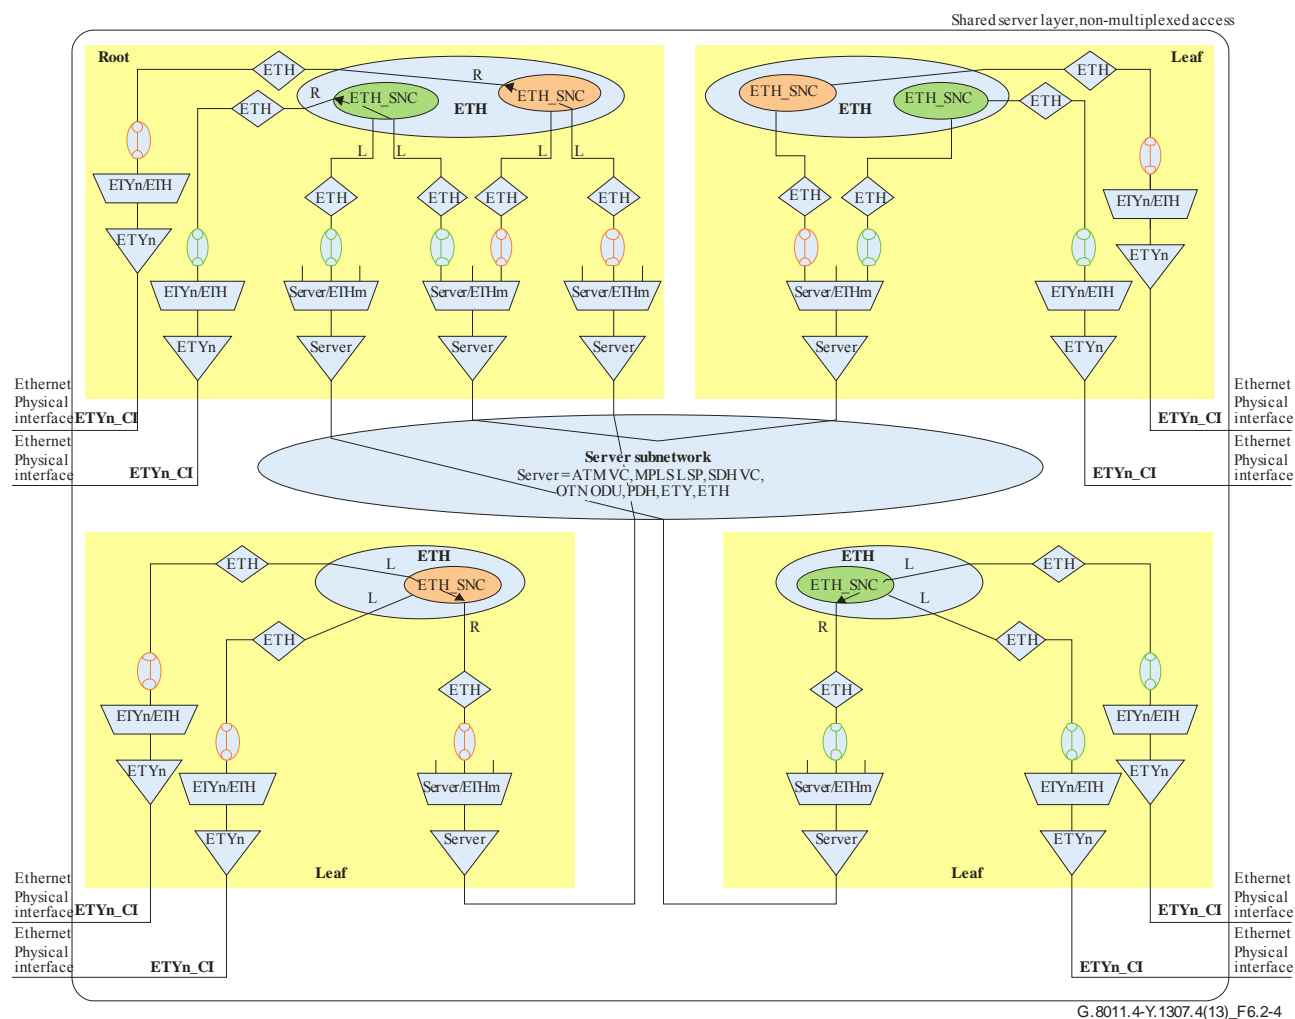 Shared server layer, non-multiplexed access
Root
Leaf
ETH
R
ETH_SNC
ETH_SNC
ETH_SNC
ETH
R
ETH_SNC
ETH
ETH_SNC
ETH
ETH
ETH
ETH
L
L
L
L
ETYn/ETH
ETH
ETH
ETH
ETH
ETH
ETH
ETYn/ETH
ETYn
ETYn
ETYn/ETH
Server/ETHm
Server/ETHm
Server/ETHm
Server/ETHm
ETYn/ETH
ETYn
Server
Server
Server
Server
ETYn
Ethernet
Physical
interface
ETYn_CI
ETYn_CI
Ethernet
Physical
interface
Ethernet
Physical
interface
ETYn_CI
ETYn_CI
Ethernet
Physical
interface
Server subnetwork
Server = ATM VC, MPLS LSP, SDH VC,
OTN ODU, PDH, ETY, ETH
ETH
ETH
L
ETH_SNC
L
R
ETH
ETH
ETYn/ETH
ETYn
ETYn/ETH
Server/ETHm
ETYn
Server
Leaf
ETH
L
ETH
ETH_SNC
L
R
ETH
ETH
ETYn/ETH
ETYn
Server/ETHm
ETYn/ETH
Server
ETYn
Leaf
Ethernet
Physical
interface
ETYn_CI
ETYn_CI
Ethernet
Physical
interface
Ethernet
Physical
interface
ETYn_CI
ETYn_CI
Ethernet
Physical
interface
G.8011.4-Y.1307.4(13)_F6.2-4